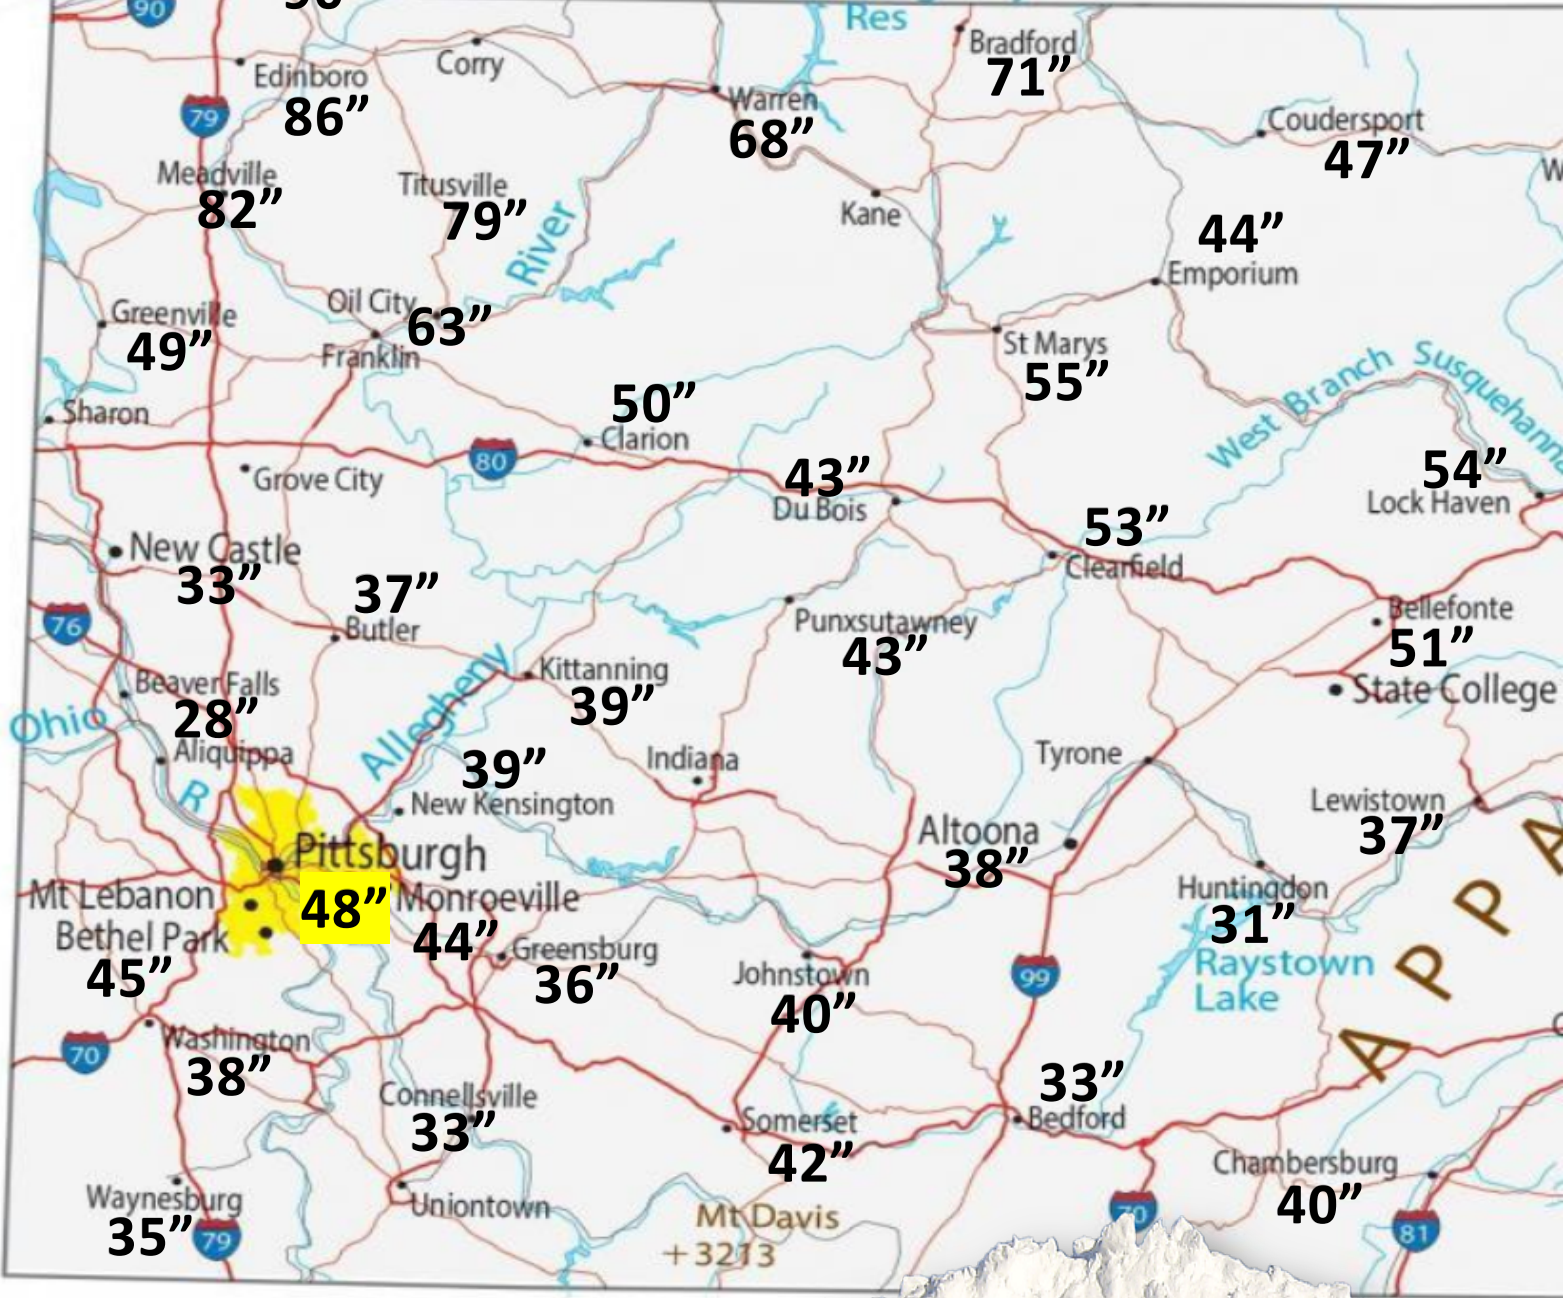 90
Res
Bradford
71”
Corry
Edinboro
86”
79
Warren
68”
Coudersport
47”
Meadville
82”
Titusville
79”
Kane
River
44”
Emporium
Greenville
49”
Oil City
63”
Franklin
St Marys
55”
West Branch Susquehanna
Sharon
50”
Clarion
80
Grove City
43”
Du Bois
54”
Lock Haven
53”
Clearfield
New Castle
33”
37”
Butler
76
Punxsutawney
43”
Bellefonte
51”
State College
Allegheny
Kittanning
39”
Beaver Falls
28”
Ohio
R
Aliquippa
39”
New Kensington
Indiana
Tyrone
Lewistown
37”
Altoona
38”
Pittsburgh
48”
Mt Lebanon
Monroeville
44”
Bethel Park
45”
Greensburg
36”
Huntingdon
31”
Raystown
Lake
A P P A
Johnstown
40”
99
70
Washington
38”
Connellsville
33”
33”
Bedford
Somerset
42”
Chambersburg
40”
Waynesburg
35”
79
Uniontown
Mt Davis
+3213
70
81